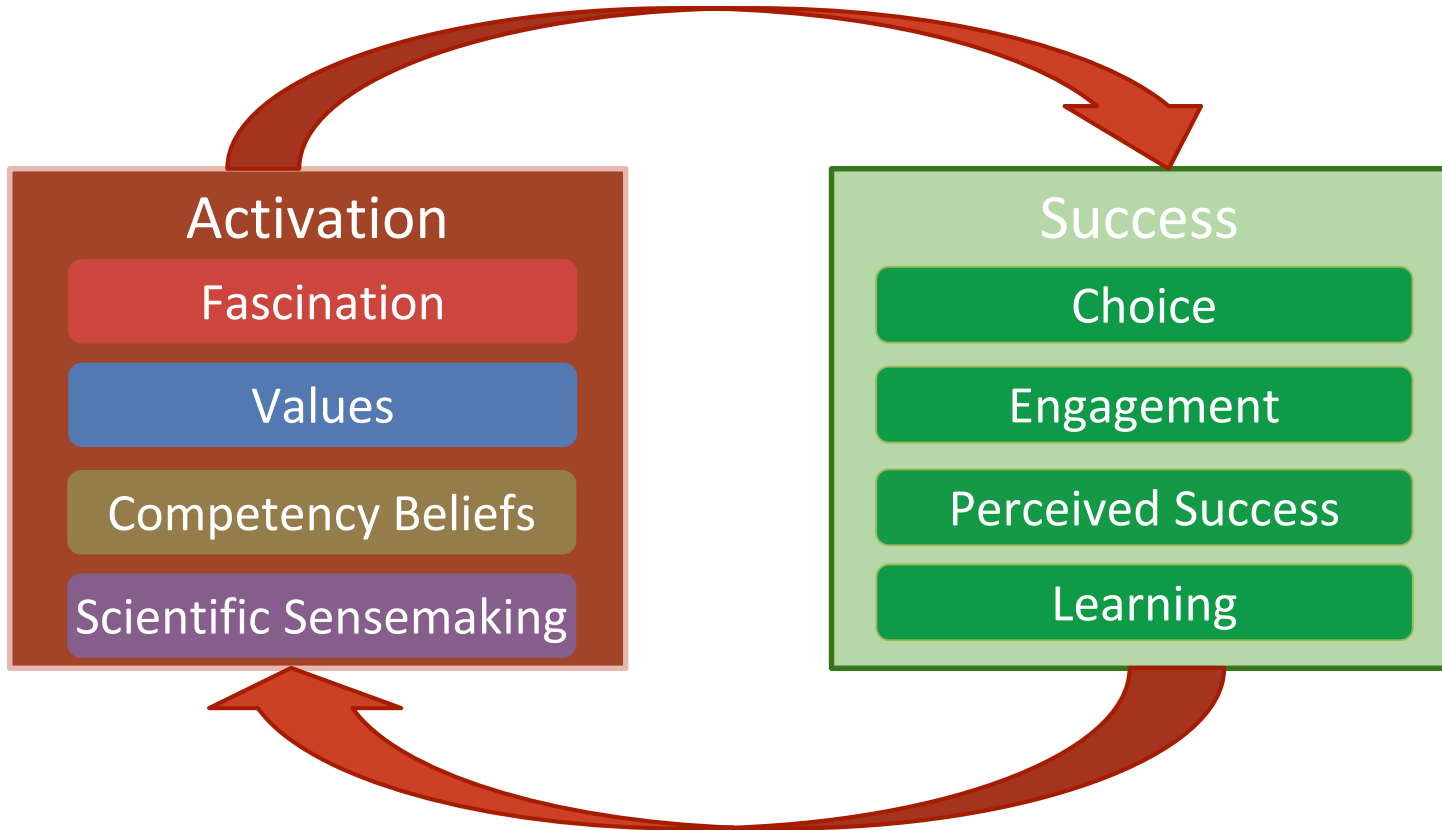 Activation
Fascination
Values
Competency Beliefs
Scientific Sensemaking
Success
Choice
Engagement
Perceived Success
Learning